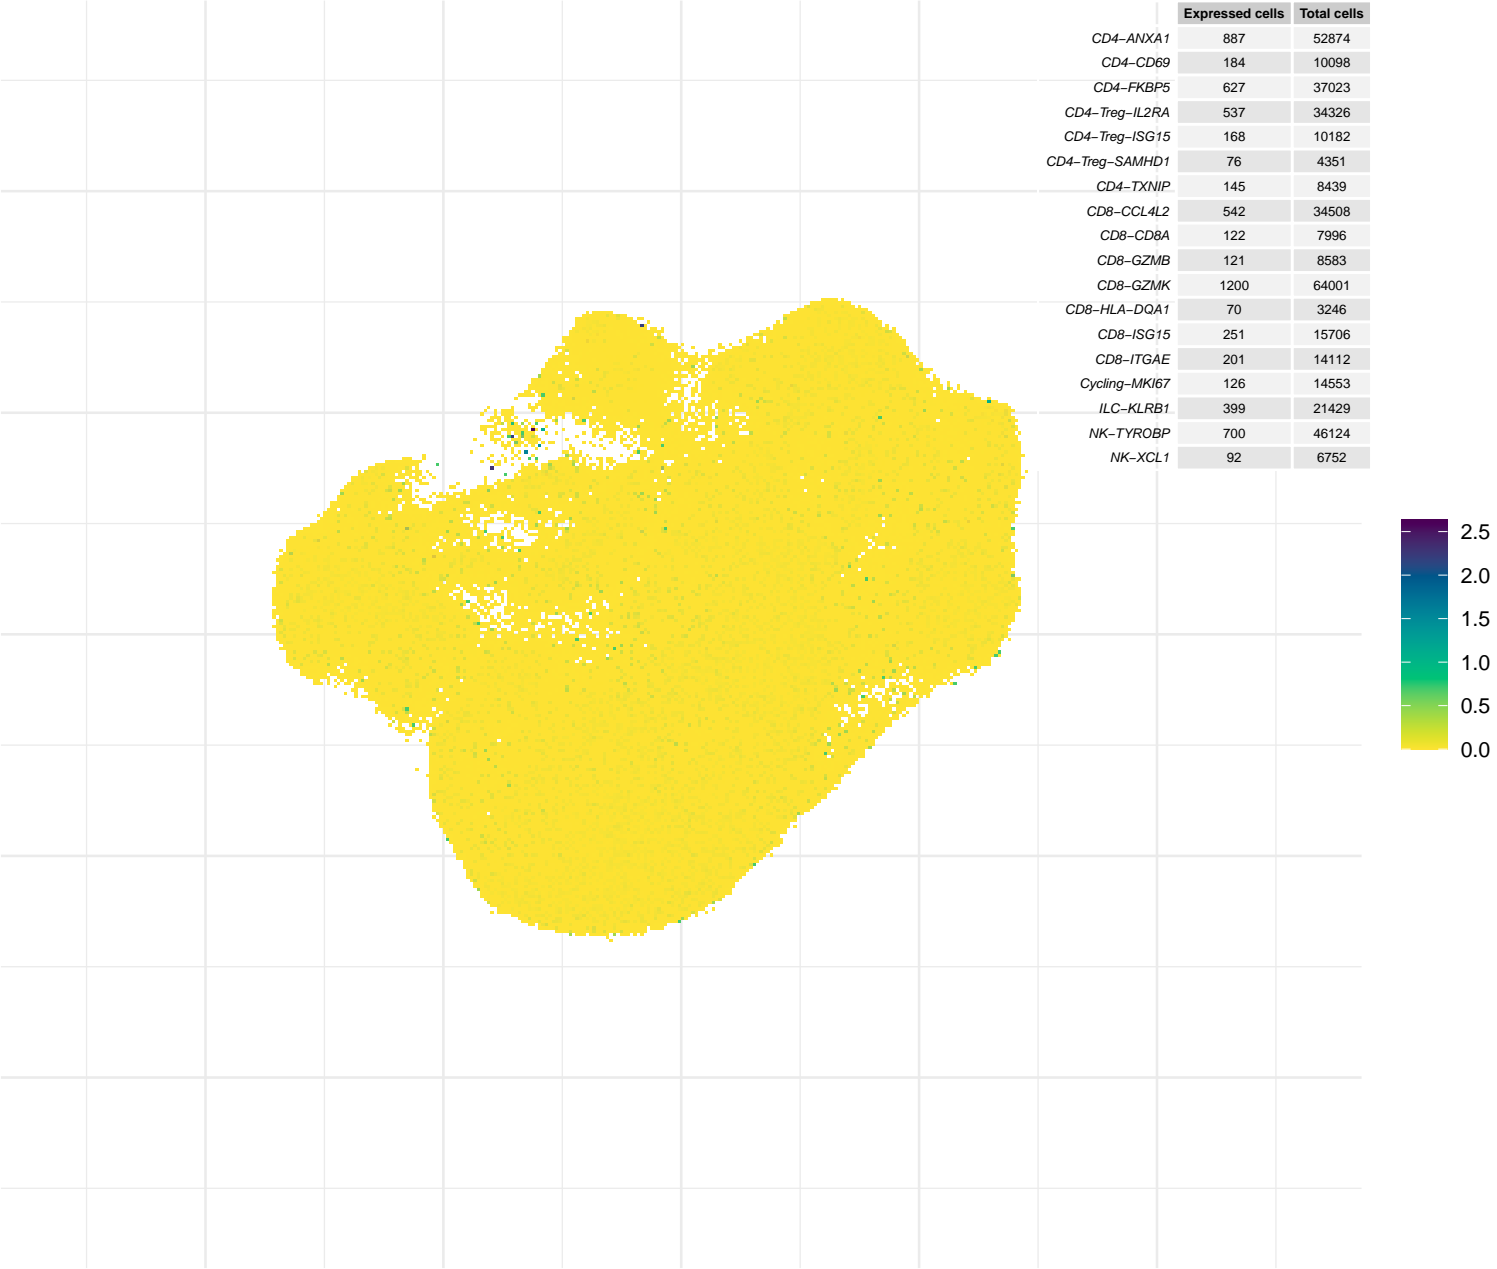 Expressed cells Total cells
CD4−ANXA1 887 52874
CD4−CD69 184 10098
CD4−FKBP5 627 37023
CD4−Treg−IL2RA 537 34326
CD4−Treg−ISG15 168 10182
CD4−Treg−SAMHD1 76 4351
CD4−TXNIP 145 8439
CD8−CCL4L2 542 34508
CD8−CD8A 122 7996
CD8−GZMB 121 8583
CD8−GZMK 1200 64001
CD8−HLA−DQA1 70 3246
CD8−ISG15 251 15706
CD8−ITGAE 201 14112
Cycling−MKI67 126 14553
ILC−KLRB1 399 21429
NK−TYROBP 700 46124
NK−XCL1 92 6752
2.5
2.0
1.5
1.0
0.5
0.0